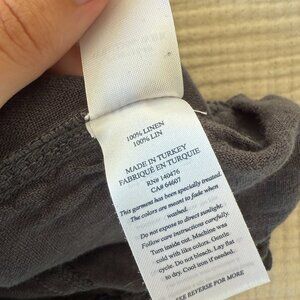 100% LINEN
100% LIN
MADE IN TURKEY
FABRIQUÉ EN TURQUIE
RN# 140476
CA# 64607
This garment has been specially treated.
The colors are meant to fade when
washed.
Do not expose to direct sunlight.
Follow care instructions carefully.
Turn inside out. Machine wash
cold with like colors. Gentle
cycle. Do not bleach. Lay flat
to dry. Cool iron if needed.
REVERSE FOR MORE